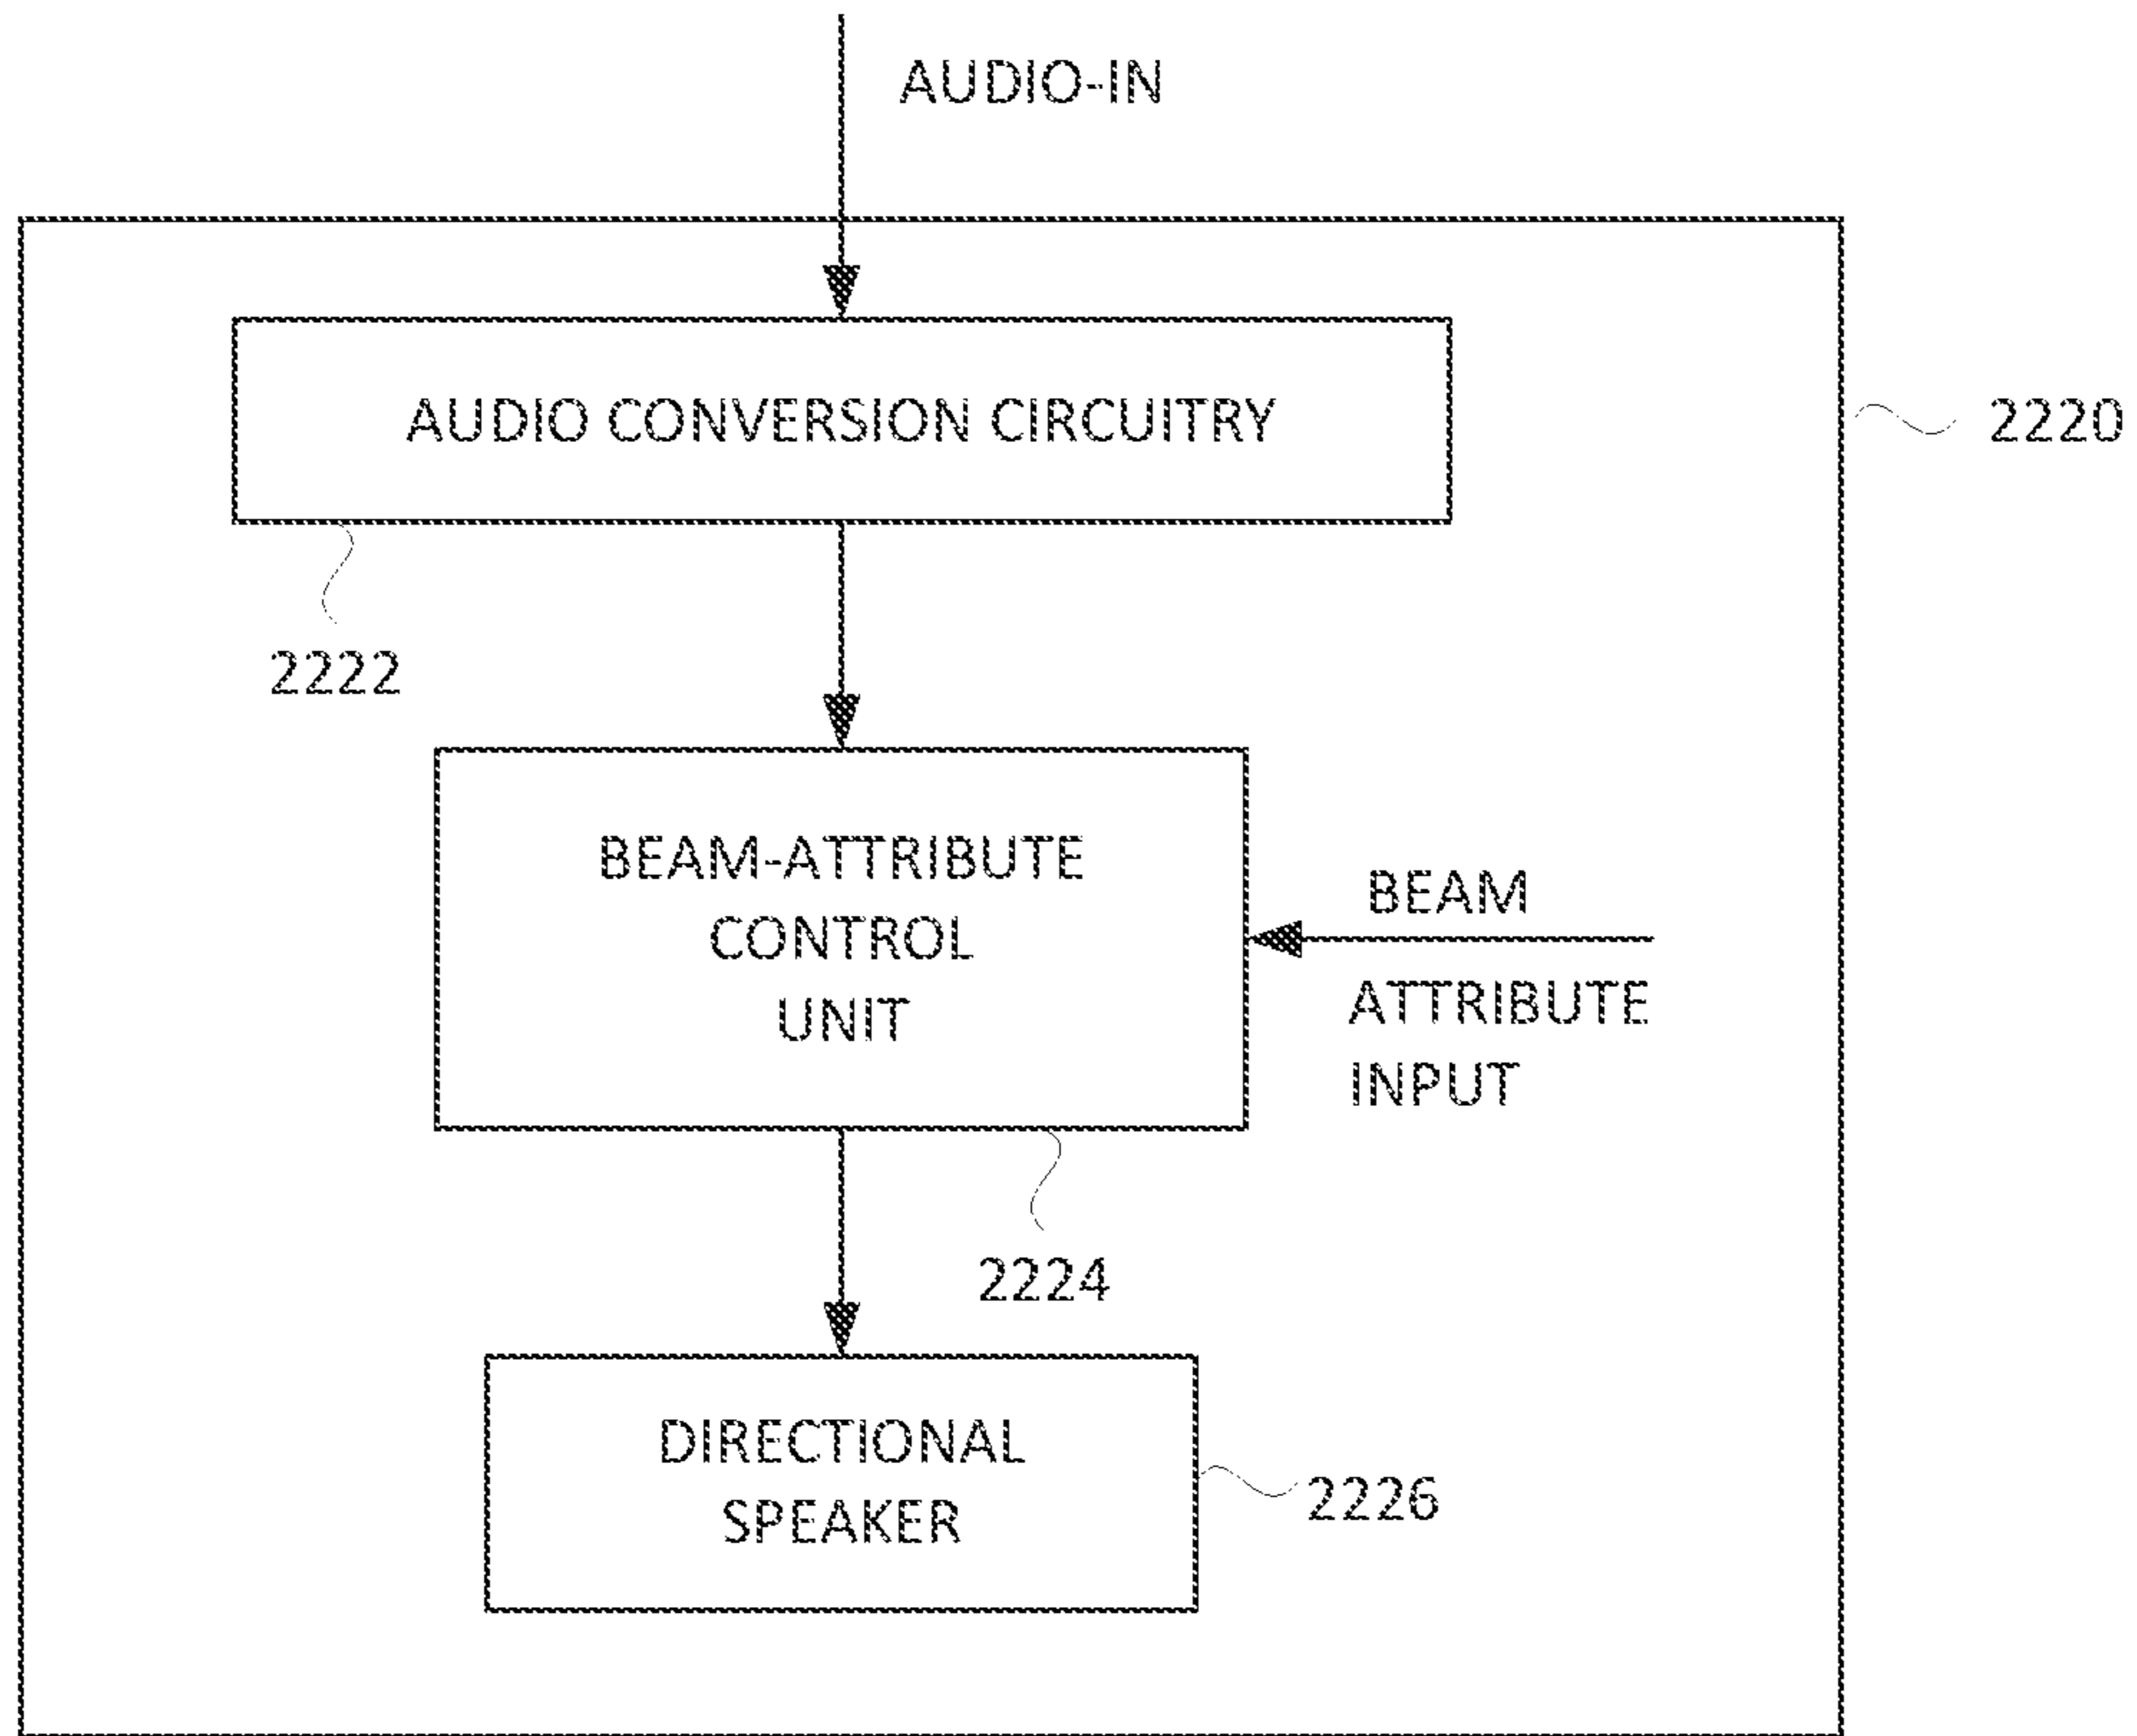 AUDIO-IN
AUDIO CONVERSION CIRCUITRY
2220
2222
BEAM-ATTRIBUTE
CONTROL
UNIT
BEAM
ATTRIBUTE
INPUT
2224
DIRECTIONAL
SPEAKER
2226